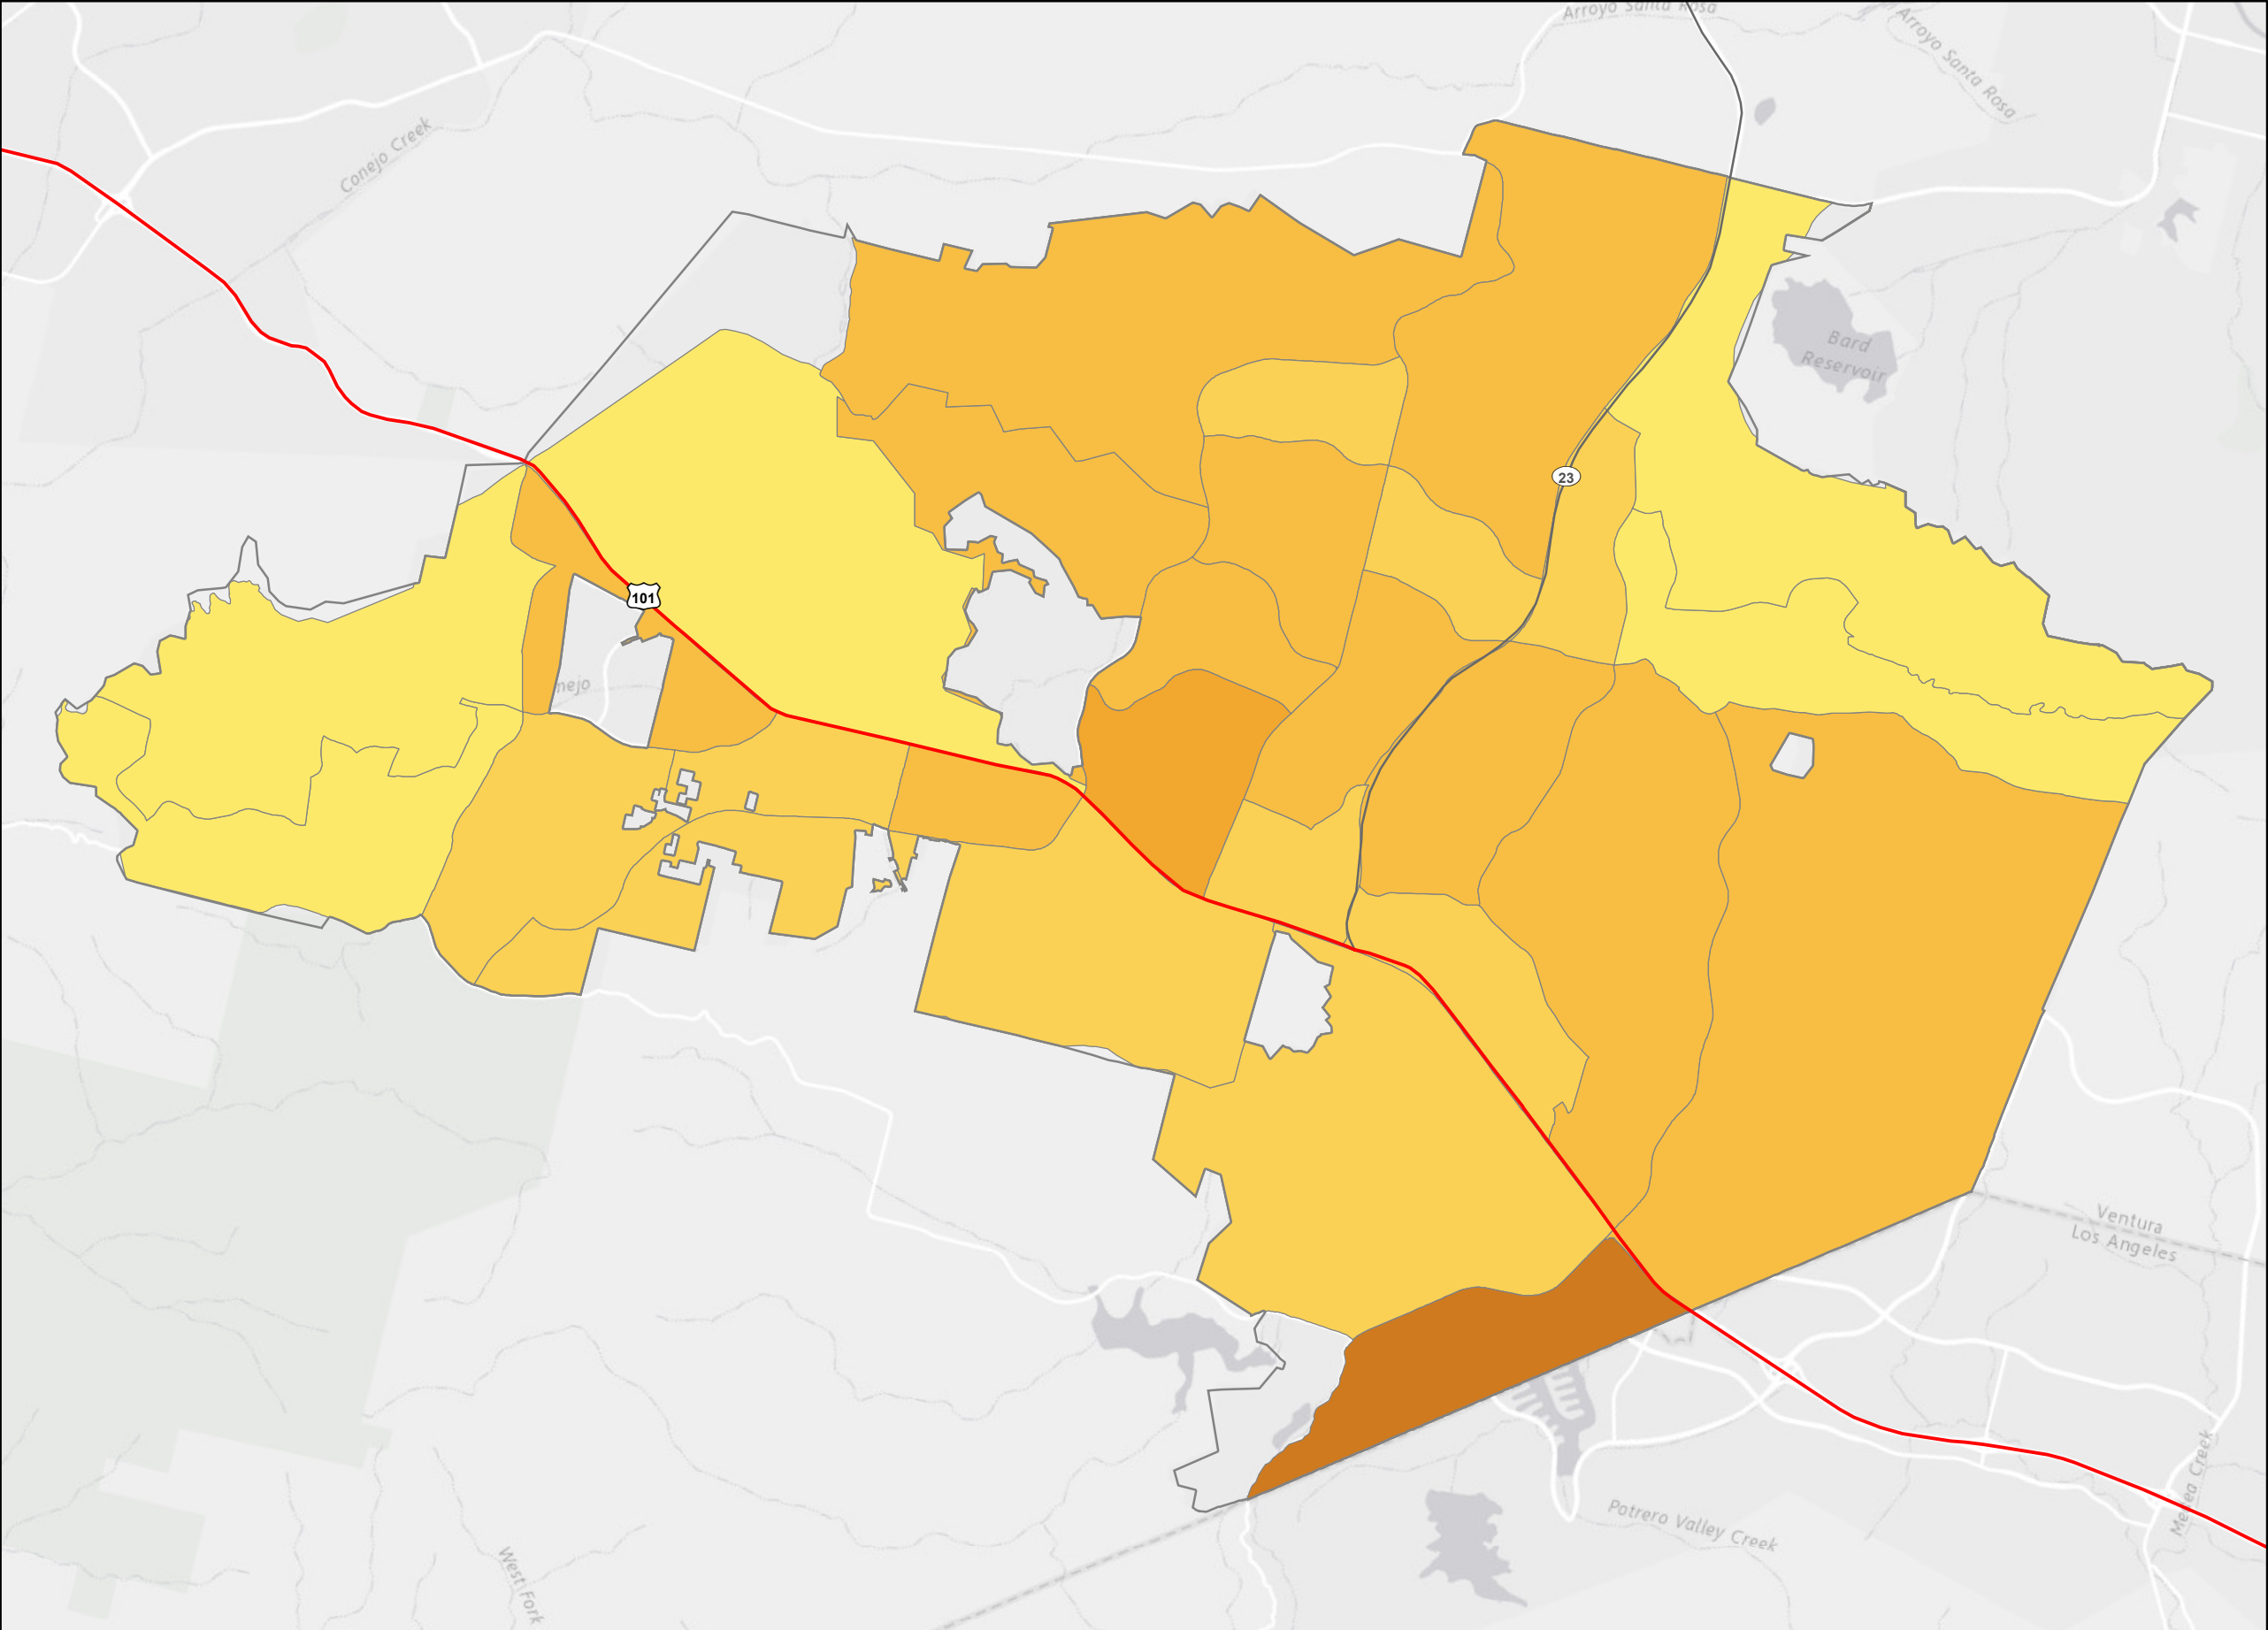 Arroyo Santa Rosa
Arroyo Santa Rosa
Conejo Creek
Bard
Reservoir
23
101
nejo
Ventura
Los Angeles
Potrero Valley Creek
Medea Creek
West Fork